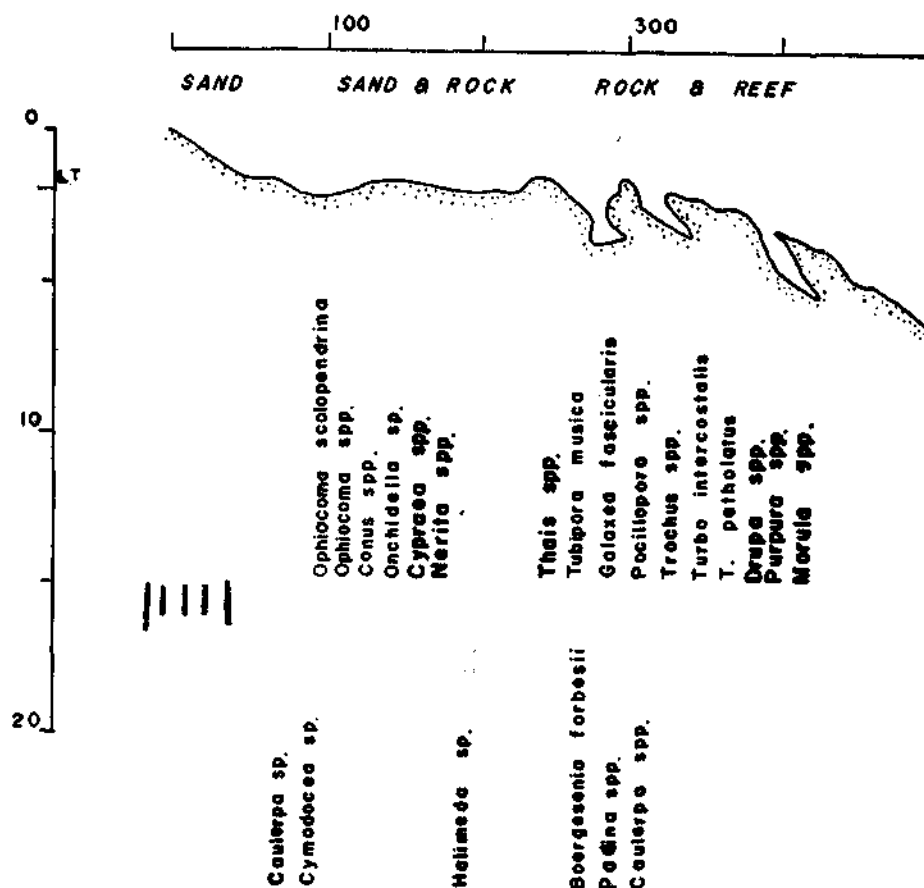 100
300
SAND
SAND & ROCK
ROCK & REEF
0
LT
10
20
Ophiocoma scolopendrina
Ophiocoma spp.
Conus spp.
Onchidella sp.
Cypraea spp.
Nerita spp.
Thais spp.
Tubipora musica
Galaxea fascicularis
Pocillopora spp.
Trochus spp.
Turbo intercostalis
T. petholatus
Drupa spp.
Purpura spp.
Morula spp.
Caulerpa sp.
Cymodocea sp.
Halimeda sp.
Boergesenia forbesii
Padina spp.
Caulerpa spp.